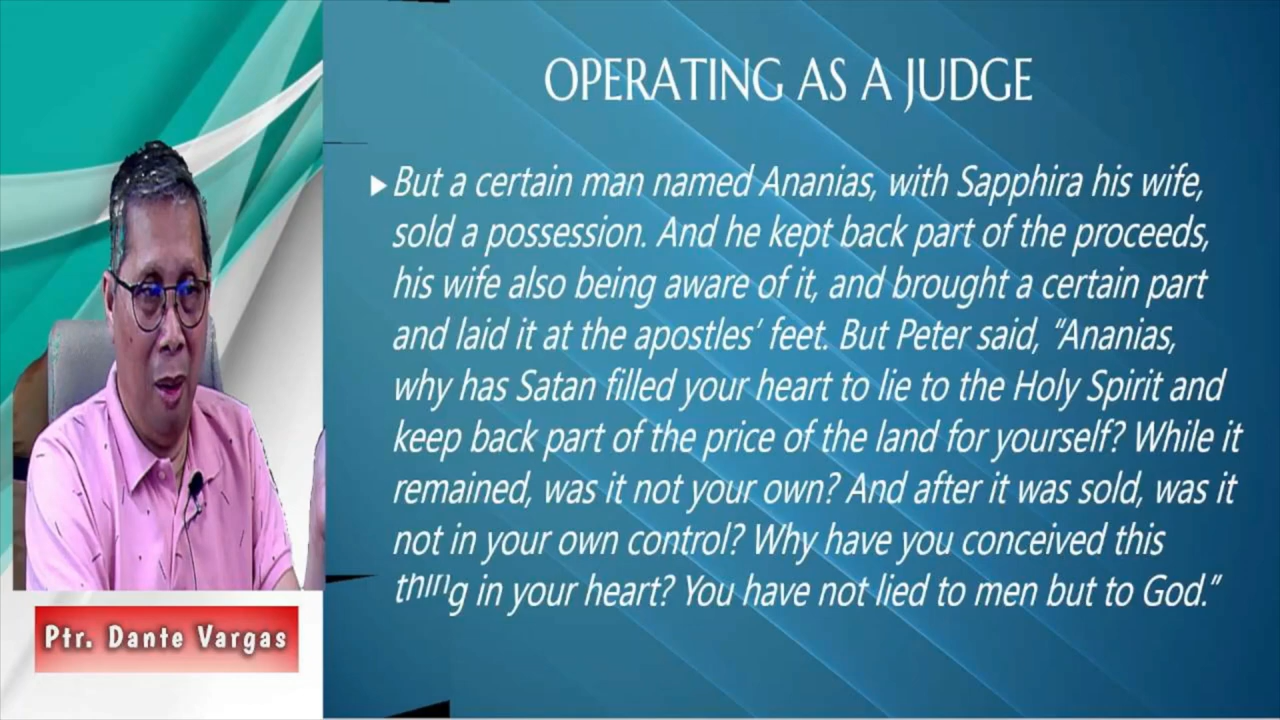 OPERATING AS A JUDGE
▶ But a certain man named Ananias, with Sapphira his wife,
sold a possession. And he kept back part of the proceeds,
his wife also being aware of it, and brought a certain part
and laid it at the apostles’ feet. But Peter said, “Ananias,
why has Satan filled your heart to lie to the Holy Spirit and
keep back part of the price of the land for yourself? While it
remained, was it not your own? And after it was sold, was it
not in your own control? Why have you conceived this
thing in your heart? You have not lied to men but to God.”
Ptr. Dante Vargas